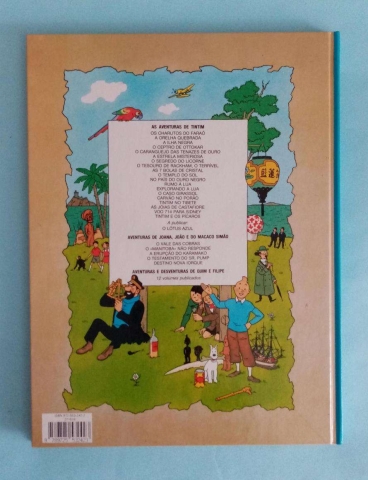 AS AVENTURAS DE TINTIM
OS CHARUTOS DO FARAÓ
A ORELHA QUEBRADA
A ILHA NEGRA
O CEPTRO DE OTTOKAR
O CARANGUEJO DAS TENAZES DE OURO
A ESTRELA MISTERIOSA
O SEGREDO DO LICORNE
O TESOURO DE RACKHAM, O TERRÍVEL
AS 7 BOLAS DE CRISTAL
O TEMPLO DO SOL
NO PAÍS DO OURO NEGRO
RUMO À LUA
EXPLORANDO A LUA
O CASO GIRASSOL
CARVÃO NO PORÃO
TINTIM NO TIBETE
AS JÓIAS DE CASTAFIORE
VOO 714 PARA SIDNEY
TINTIM E OS PÍCAROS
A publicar:
O LÓTUS AZUL
AVENTURAS DE JOANA, JOÃO E DO MACACO SIMÃO
O VALE DAS COBRAS
O «MANITOBA» NÃO RESPONDE
A ERUPÇÃO DO KARAMAKO
O TESTAMENTO DO SR. PUMP
DESTINO NOVA IORQUE
AVENTURAS E DESVENTURAS DE QUIM E FILIPE
12 volumes publicados